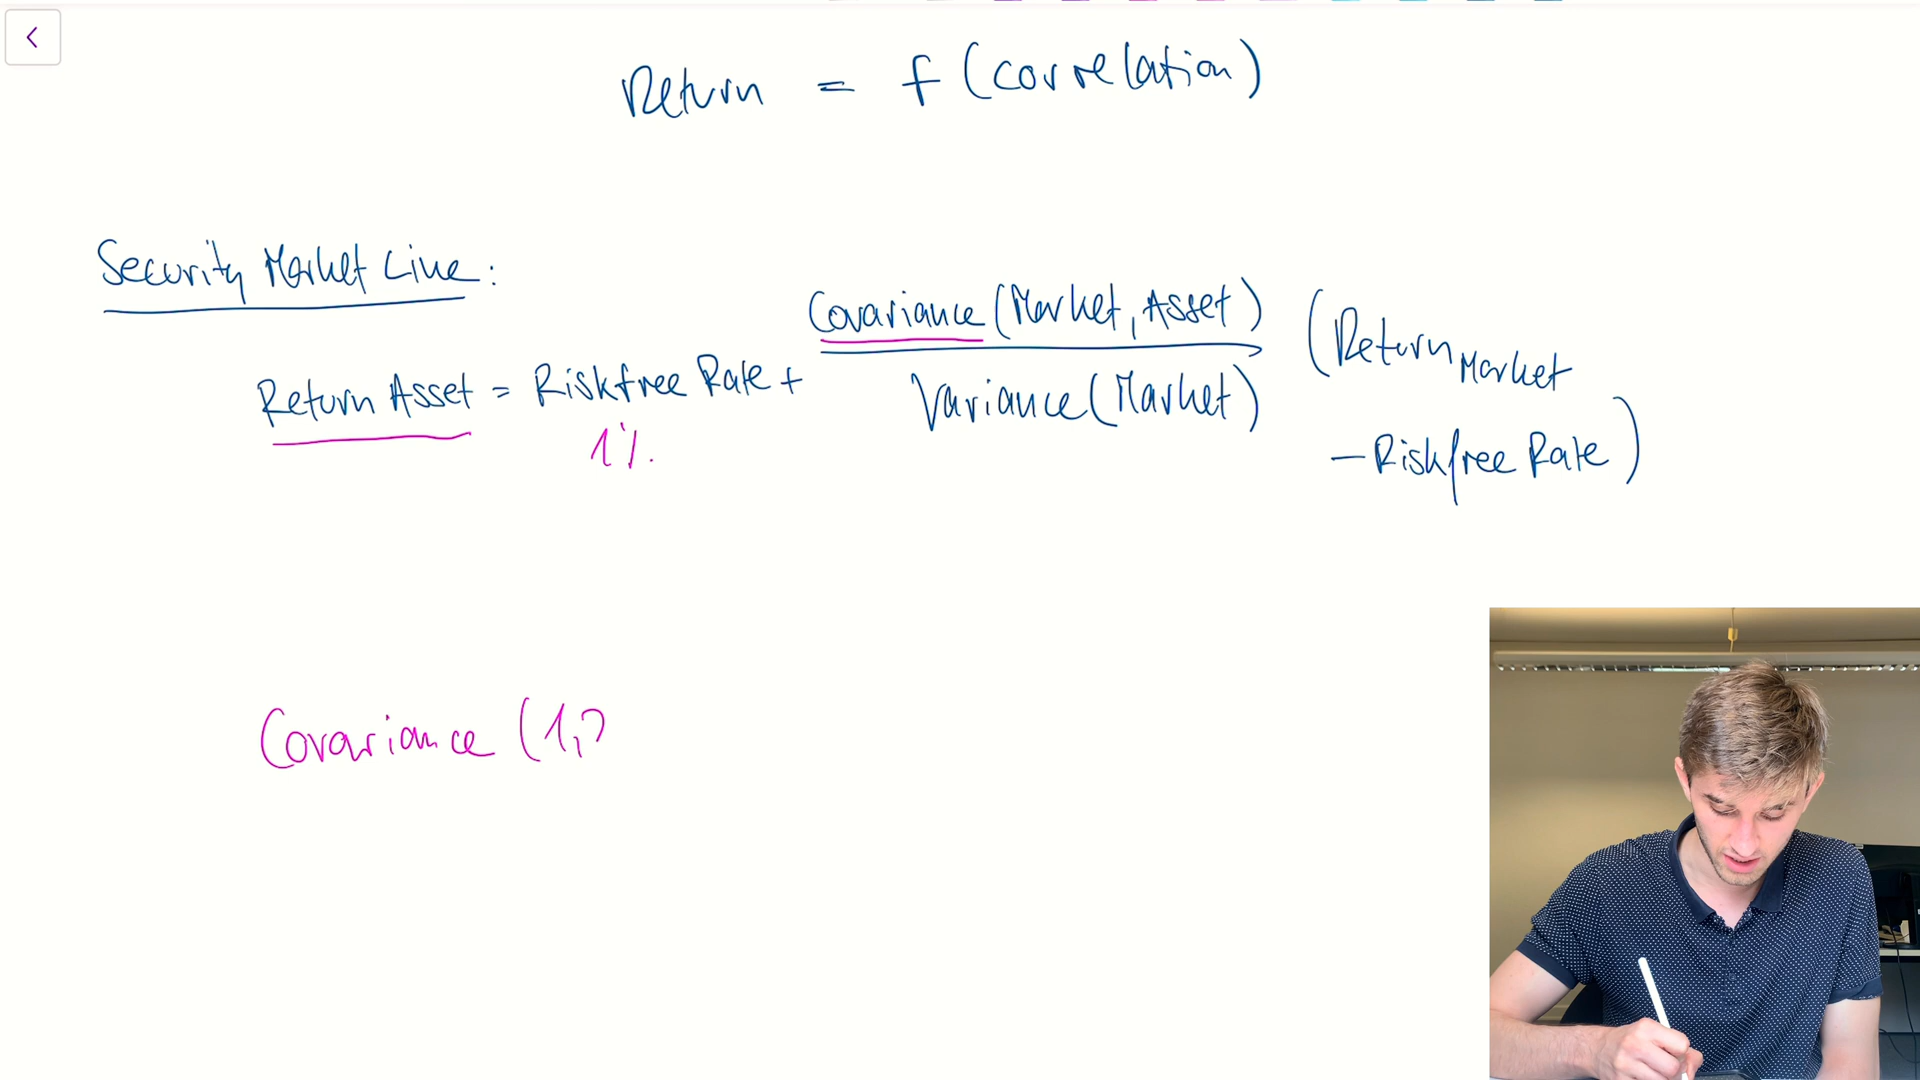 Return = f (correlation)
Security Market Line:
Return Asset = Riskfree Rate + Covariance (Market, Asset) / Variance (Market) (Return Market - Riskfree Rate)
1%
Covariance (1,2